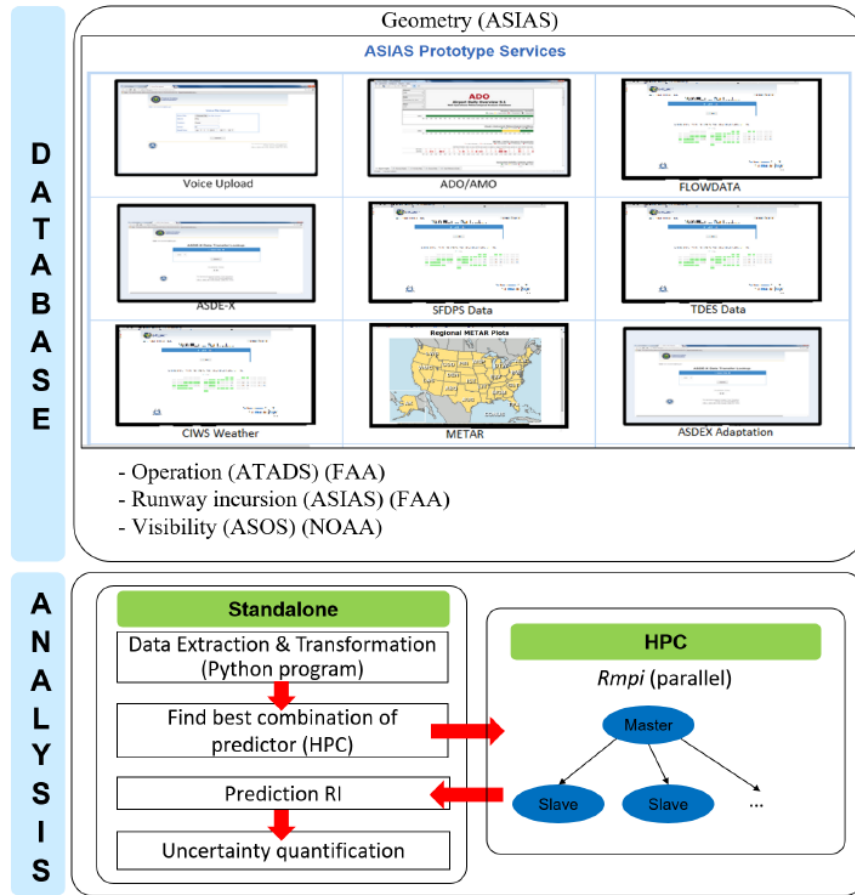 Geometry (ASIAS)
ASIAS Prototype Services
DATABASE
ADO
Voice Upload
ADO/AMO
FLOWDATA
ASDE-X
SFDPS Data
TDES Data
Regional METAR Plots
CIWS Weather
METAR
ASDEX Adaptation
- Operation (ATADS) (FAA)
- Runway incursion (ASIAS) (FAA)
- Visibility (ASOS) (NOAA)
ANALYSIS
Standalone
Data Extraction & Transformation
(Python program)
Find best combination of
predictor (HPC)
Prediction RI
Uncertainty quantification
HPC
Rmpi (parallel)
Master
Slave
Slave
...